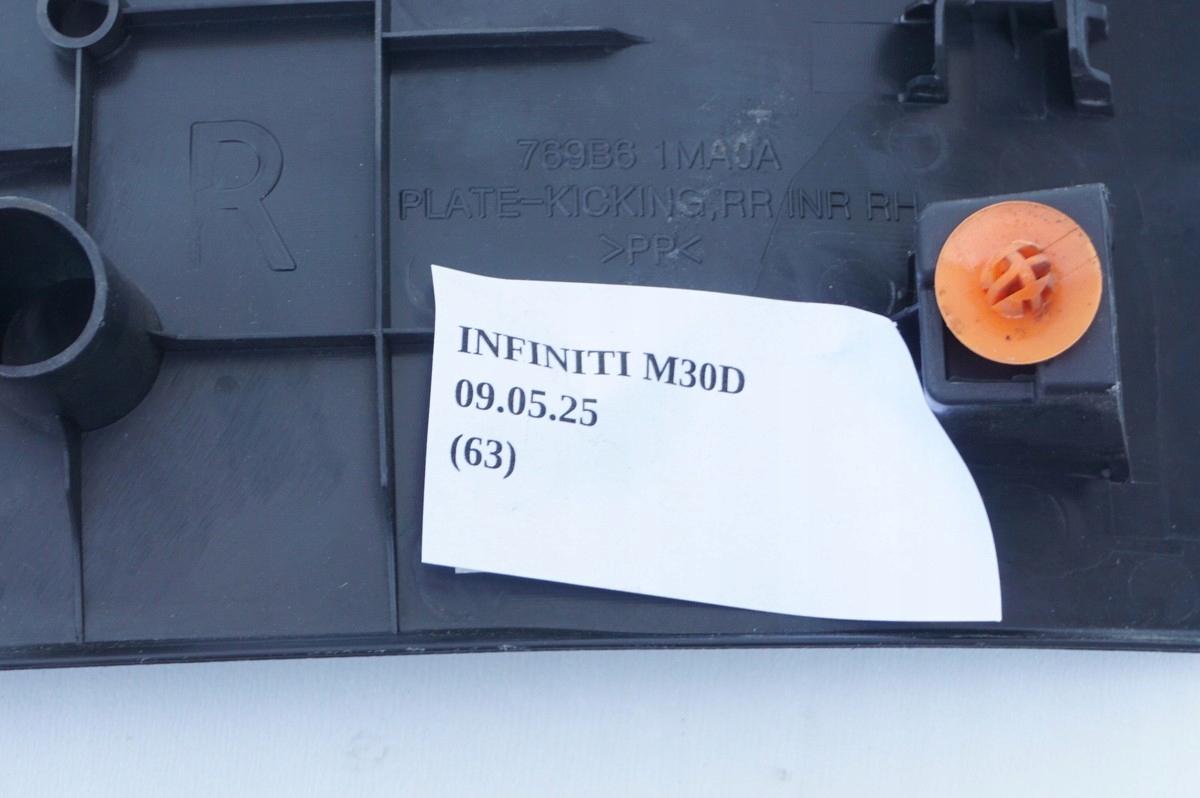 R
769B6 1MA0A
PLATE-KICKING,RR INR RH
>PP<
INFINITI M30D
09.05.25
(63)